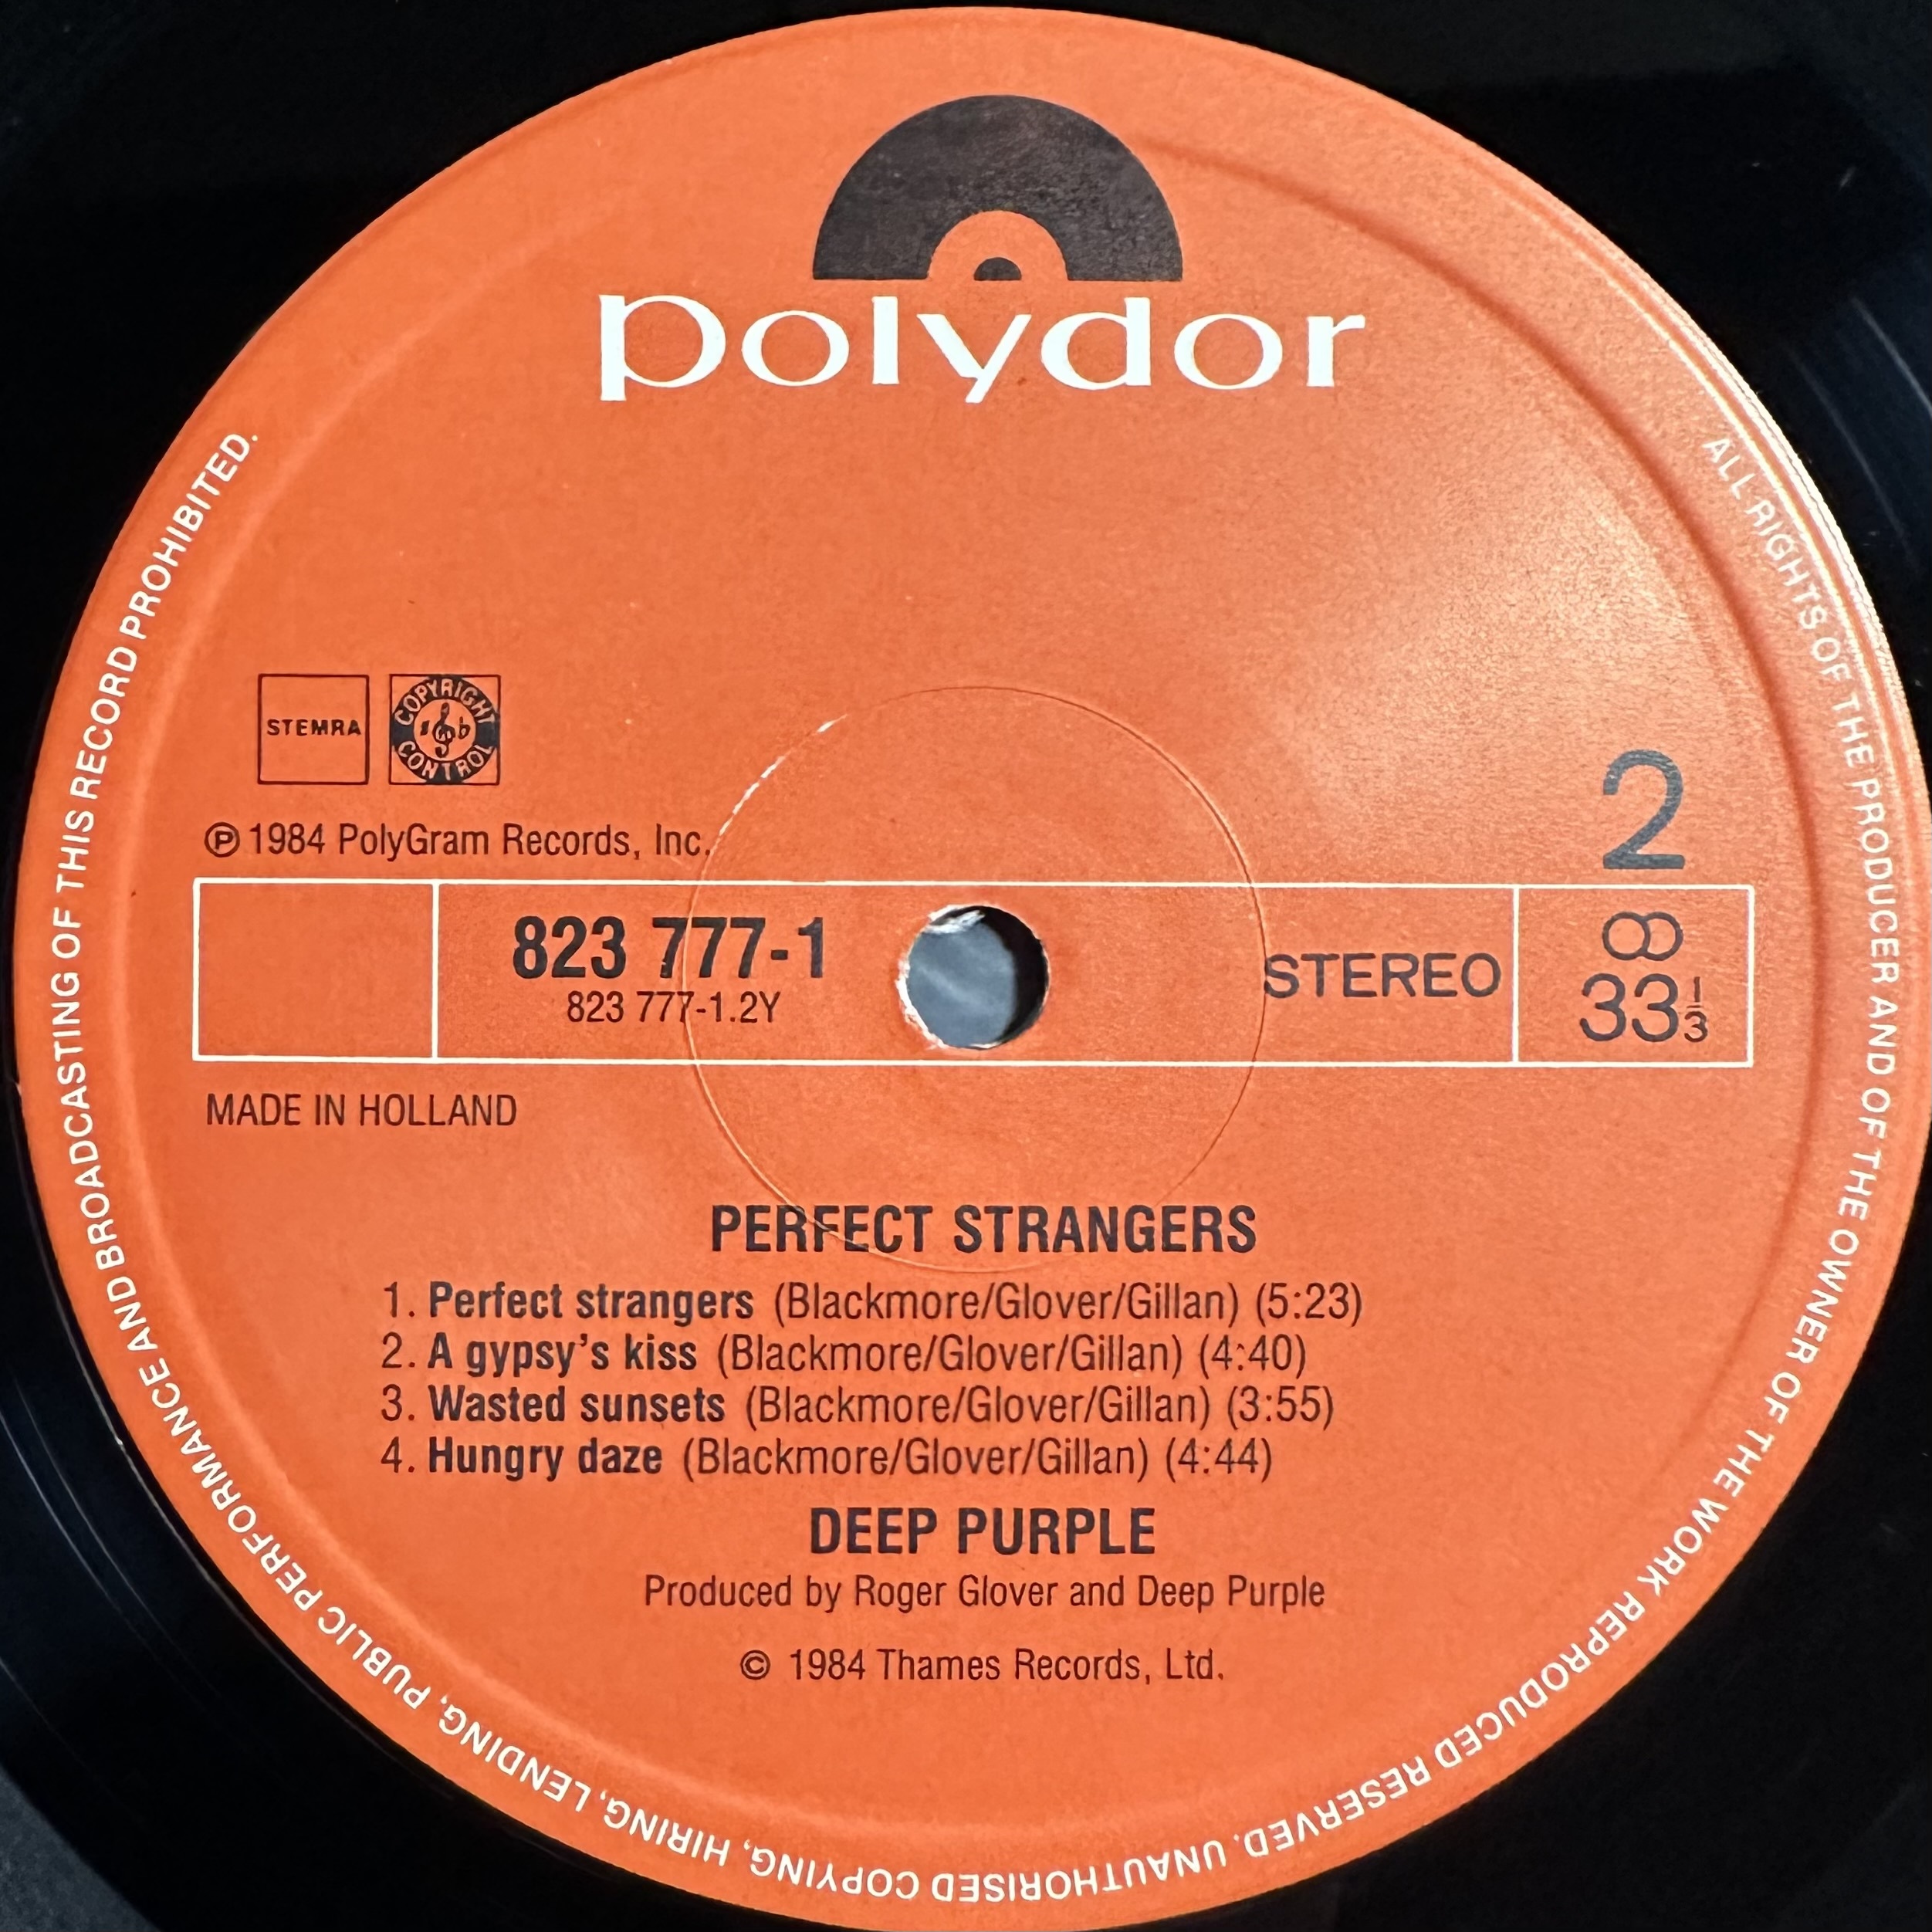 polydor
STEMRA
COPYRIGHT CONTROL
℗ 1984 PolyGram Records, Inc.
2
823 777-1
823 777-1.2Y
STEREO
33 1/3
MADE IN HOLLAND
PERFECT STRANGERS
1. Perfect strangers (Blackmore/Glover/Gillan) (5:23)
2. A gypsy's kiss (Blackmore/Glover/Gillan) (4:40)
3. Wasted sunsets (Blackmore/Glover/Gillan) (3:55)
4. Hungry daze (Blackmore/Glover/Gillan) (4:44)
DEEP PURPLE
Produced by Roger Glover and Deep Purple
© 1984 Thames Records, Ltd.
ALL RIGHTS OF THE PRODUCER AND OF THE OWNER OF THE WORK REPRODUCED RESERVED. UNAUTHORISED COPYING, HIRING, LENDING, PUBLIC PERFORMANCE AND BROADCASTING OF THIS RECORD PROHIBITED.